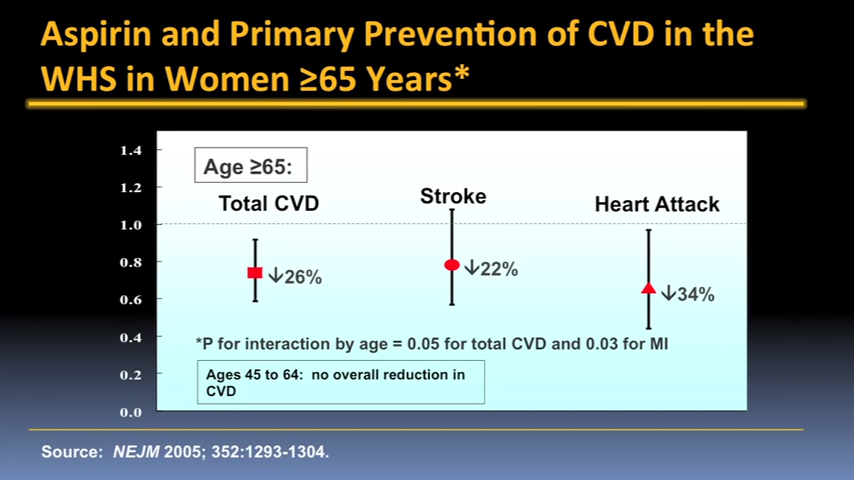 Aspirin and Primary Prevention of CVD in the
WHS in Women ≥65 Years*
1.4
1.2
1.0
0.8
0.6
0.4
0.2
0.0
Age ≥65:
Total CVD
Stroke
Heart Attack
↓26%
↓22%
↓34%
*P for interaction by age = 0.05 for total CVD and 0.03 for MI
Ages 45 to 64: no overall reduction in
CVD
Source: NEJM 2005; 352:1293-1304.